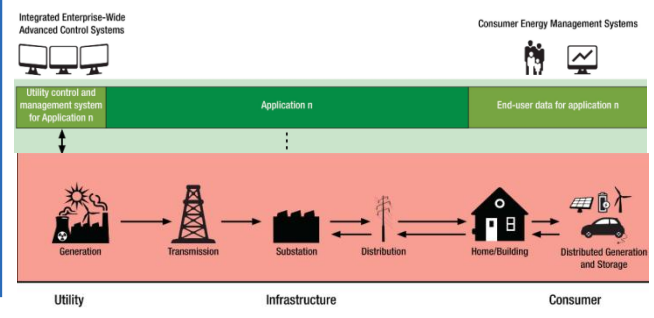 Integrated Enterprise-Wide
Advanced Control Systems
Consumer Energy Management Systems
Utility control and
management system
for Application n
Application n
End-user data for application n
Generation
Transmission
Substation
Distribution
Home/Building
Distributed Generation
and Storage
Utility
Infrastructure
Consumer